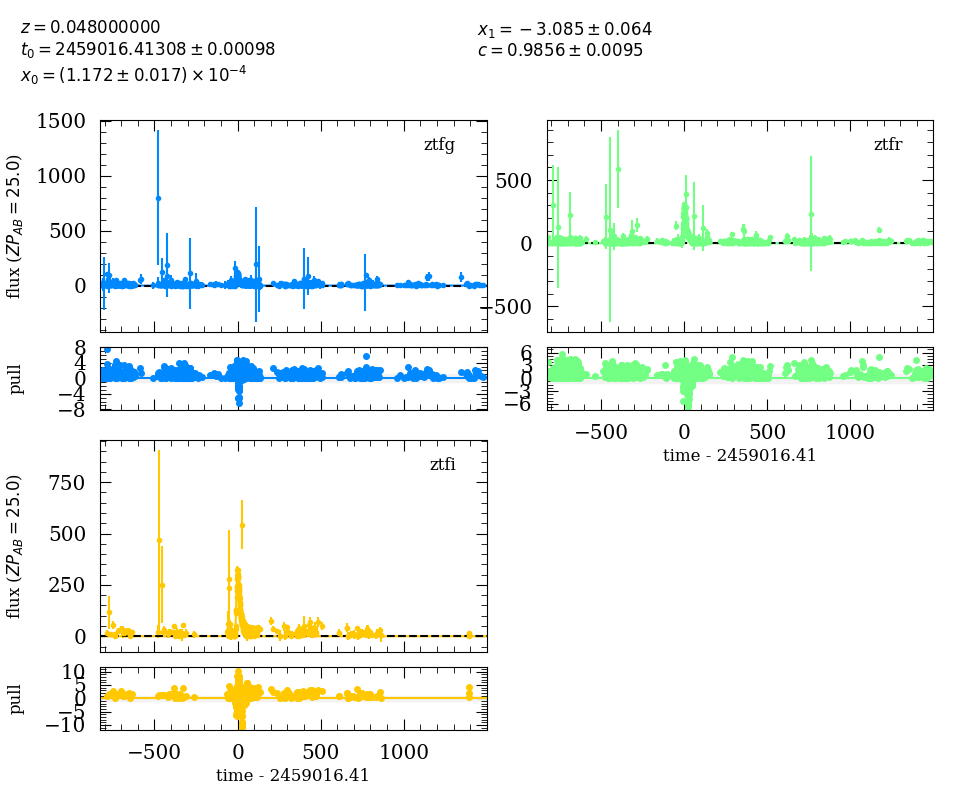 z = 0.048000000
t₀ = 2459016.41308 ± 0.00098
x₀ = (1.172 ± 0.017) × 10⁻⁴
x₁ = −3.085 ± 0.064
c = 0.9856 ± 0.0095
ztfg
1500
1000
500
0
flux (ZP_AB = 25.0)
8
4
0
−4
−8
pull
ztfr
500
0
−500
6
3
0
−3
−6
−500 0 500 1000
time - 2459016.41
ztfi
750
500
250
0
flux (ZP_AB = 25.0)
10
5
0
−5
−10
pull
−500 0 500 1000
time - 2459016.41